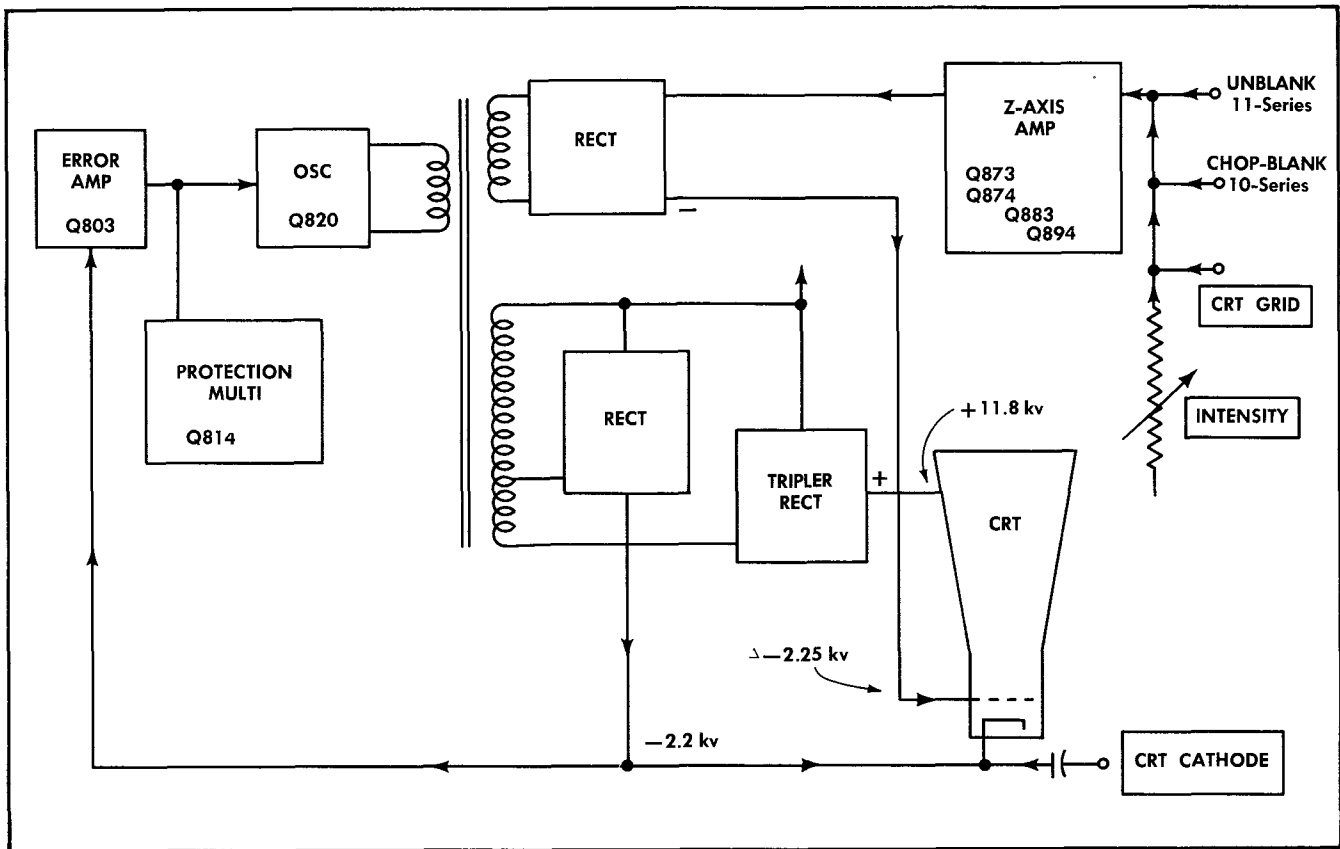 ERROR
AMP
Q803
OSC
Q820
PROTECTION
MULTI
Q814
RECT
−
Z-AXIS
AMP
Q873
Q874
Q883
Q894
UNBLANK
11-Series
CHOP-BLANK
10-Series
CRT GRID
INTENSITY
RECT
TRIPLER
RECT
+
+11.8 kv
CRT
△−2.25 kv
−2.2 kv
CRT CATHODE